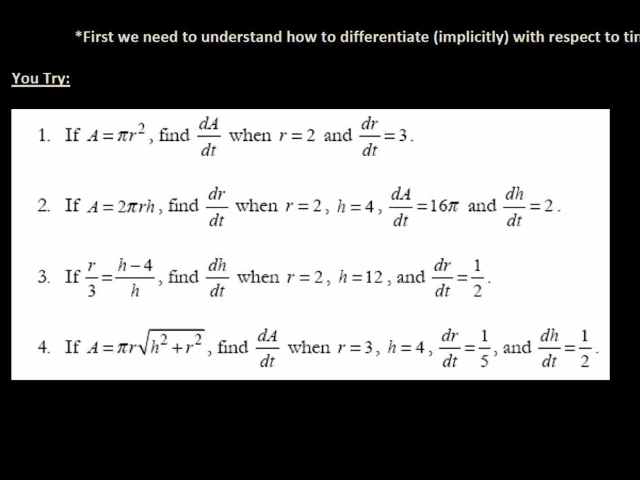 *First we need to understand how to differentiate (implicitly) with respect to
You Try:
1. If A = πr², find dA/dt when r = 2 and dr/dt = 3.
2. If A = 2πrh, find dr/dt when r = 2, h = 4, dA/dt = 16π and dh/dt = 2.
3. If r/3 = (h − 4)/h, find dh/dt when r = 2, h = 12, and dr/dt = 1/2.
4. If A = πr√(h² + r²), find dA/dt when r = 3, h = 4, dr/dt = 1/5, and dh/dt = 1/2.